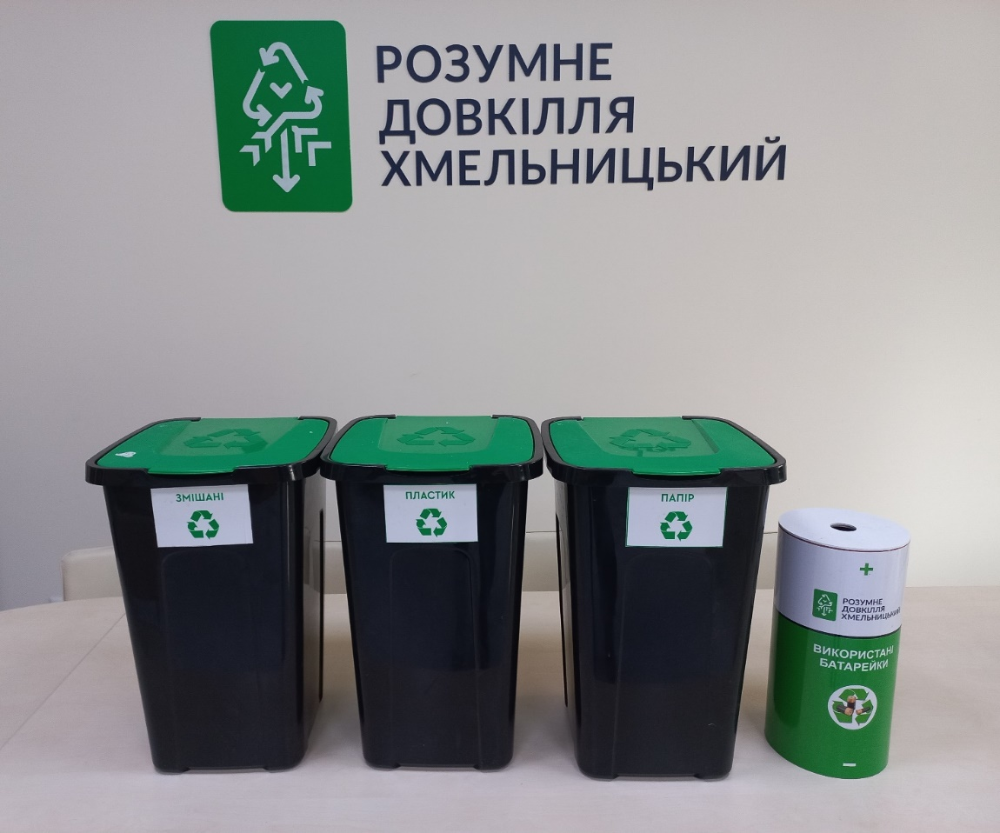 РОЗУМНЕ
ДОВКІЛЛЯ
ХМЕЛЬНИЦЬКИЙ
ЗМІШАНІ
ПЛАСТИК
ПАПІР
+
РОЗУМНЕ
ДОВКІЛЛЯ
ХМЕЛЬНИЦЬКИЙ
ВИКОРИСТАНІ
БАТАРЕЙКИ
–